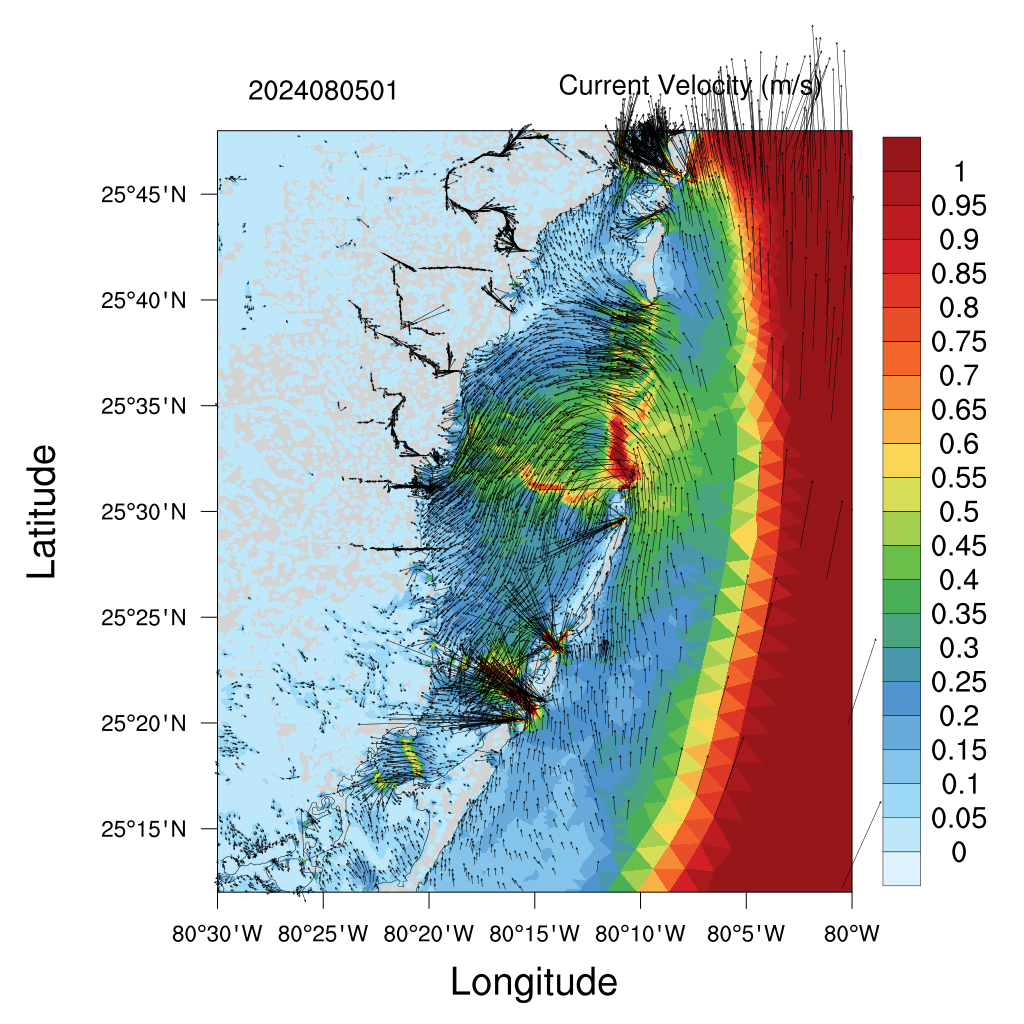 2024080501
Current Velocity (m/s)
Latitude
25°45'N
25°40'N
25°35'N
25°30'N
25°25'N
25°20'N
25°15'N
1
0.95
0.9
0.85
0.8
0.75
0.7
0.65
0.6
0.55
0.5
0.45
0.4
0.35
0.3
0.25
0.2
0.15
0.1
0.05
0
80°30'W 80°25'W 80°20'W 80°15'W 80°10'W 80°5'W 80°W
Longitude